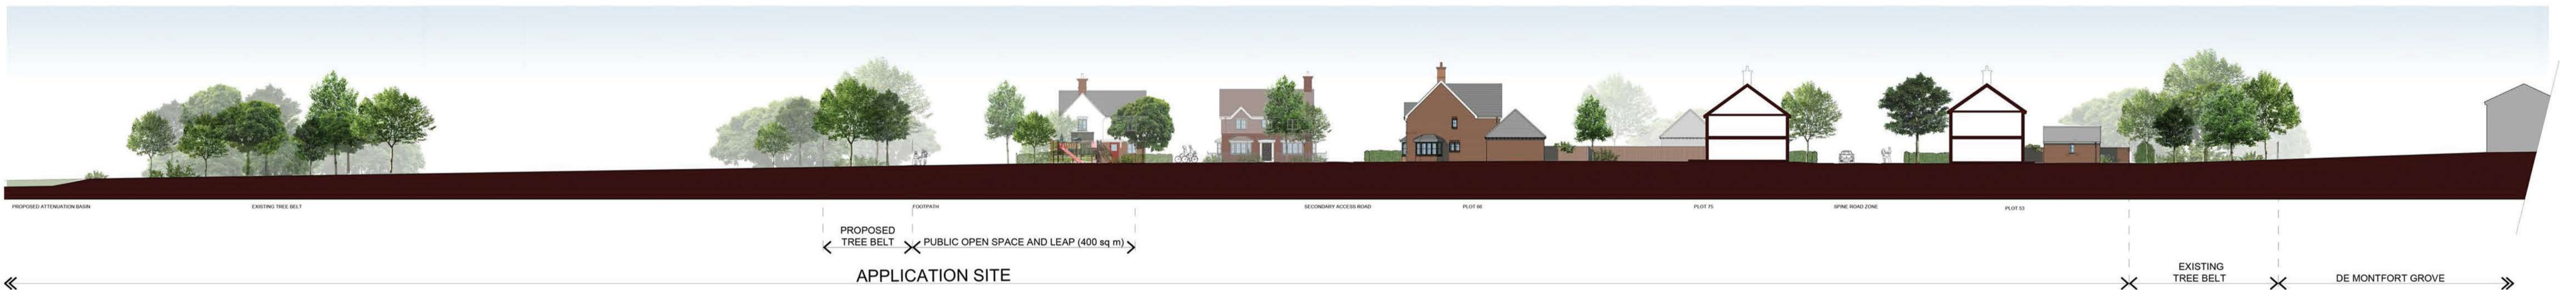 PROPOSED ATTENUATION BASIN
EXISTING TREE BELT
FOOTPATH
SECONDARY ACCESS ROAD
PLOT 66
PLOT 75
SPINE ROAD ZONE
PLOT 53
PROPOSED
TREE BELT
PUBLIC OPEN SPACE AND LEAP (400 sq m)
APPLICATION SITE
EXISTING
TREE BELT
DE MONTFORT GROVE